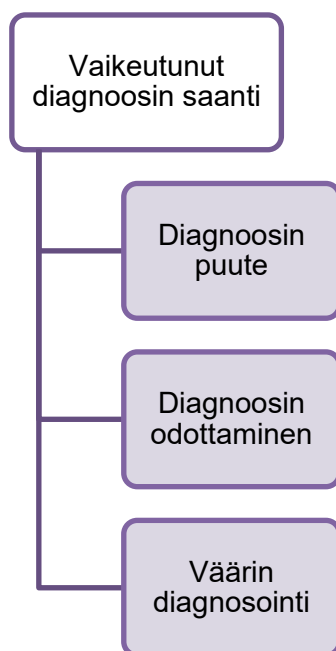 Vaikeutunut
diagnoosin saanti
Diagnoosin
puute
Diagnoosin
odottaminen
Väärin
diagnosointi